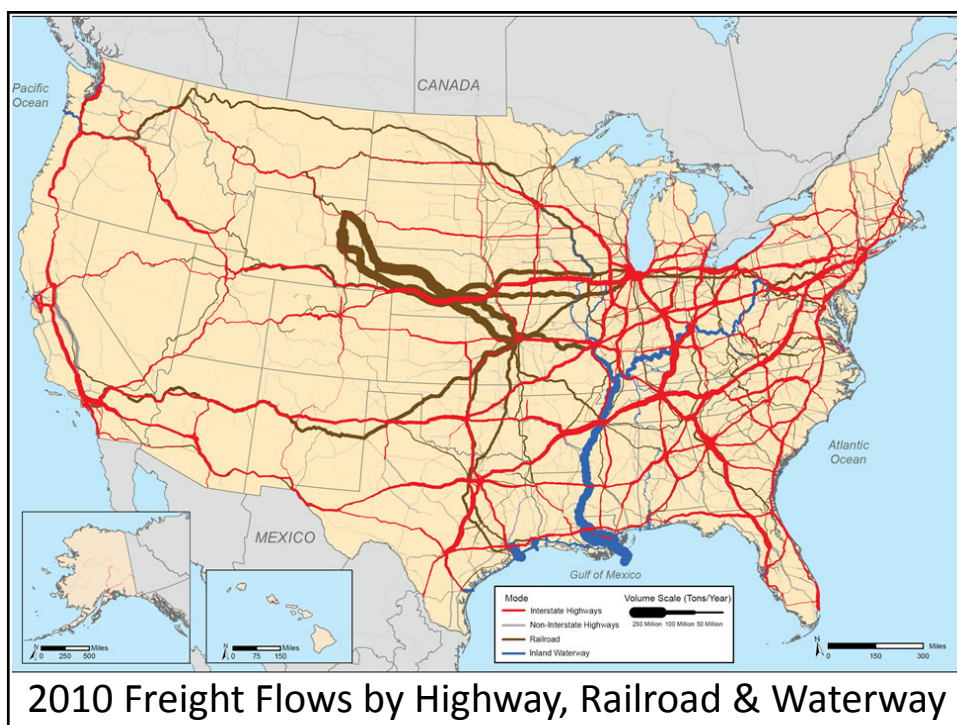 CANADA
Pacific
Ocean
Atlantic
Ocean
MEXICO
Gulf of Mexico
Miles
0 250 500
Miles
0 75 150
Mode
Interstate Highways
Non-Interstate Highways
Railroad
Inland Waterway
Volume Scale (Tons/Year)
250 Million 100 Million 50 Million
N
Miles
0 150 300
2010 Freight Flows by Highway, Railroad & Waterway